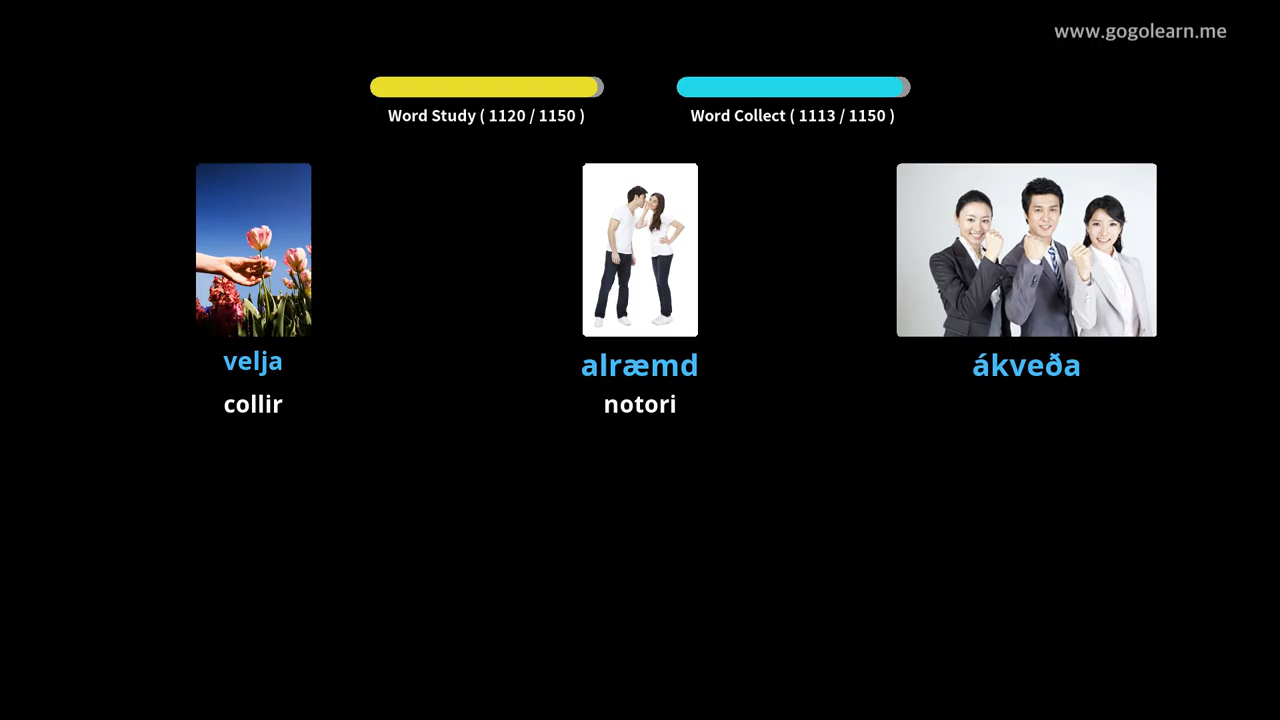 www.gogolearn.me
Word Study ( 1120 / 1150 )
Word Collect ( 1113 / 1150 )
velja
alræmd
ákveða
collir
notori